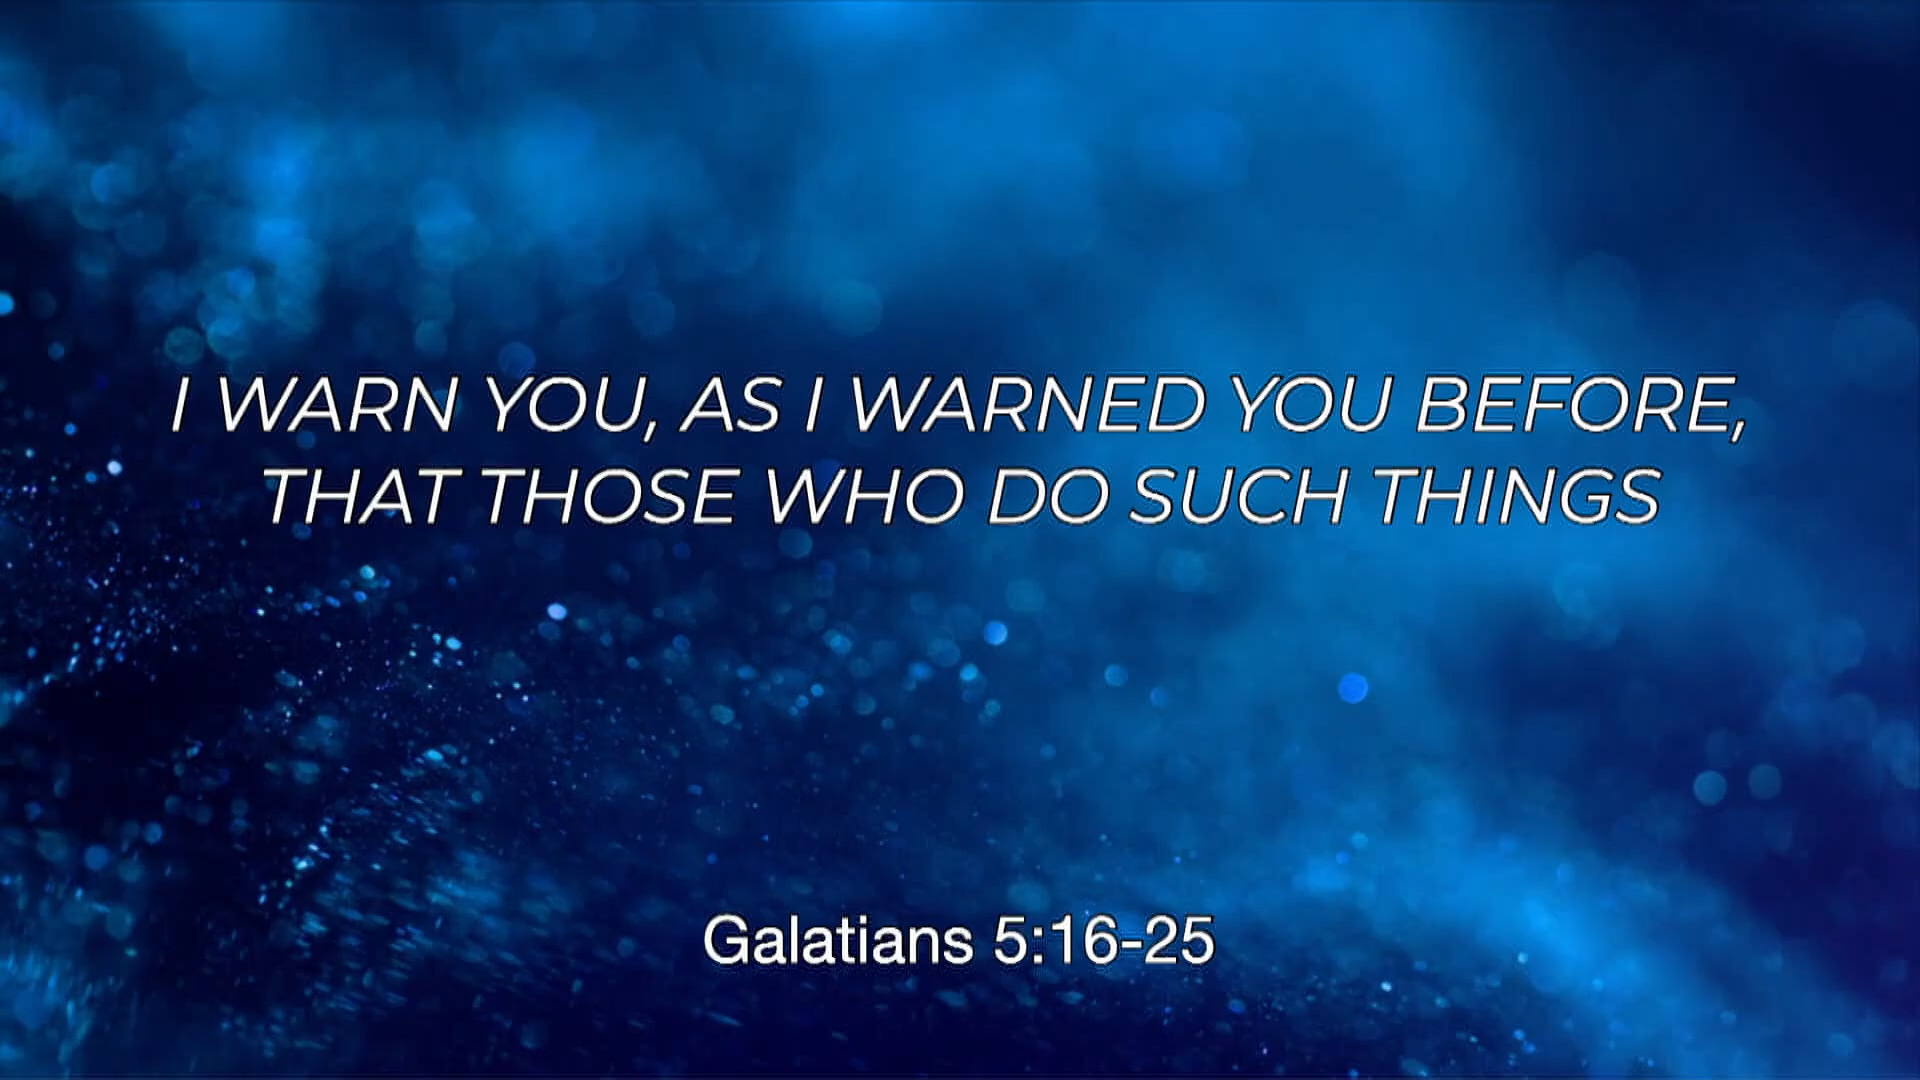 I WARN YOU, AS I WARNED YOU BEFORE,
THAT THOSE WHO DO SUCH THINGS
Galatians 5:16-25